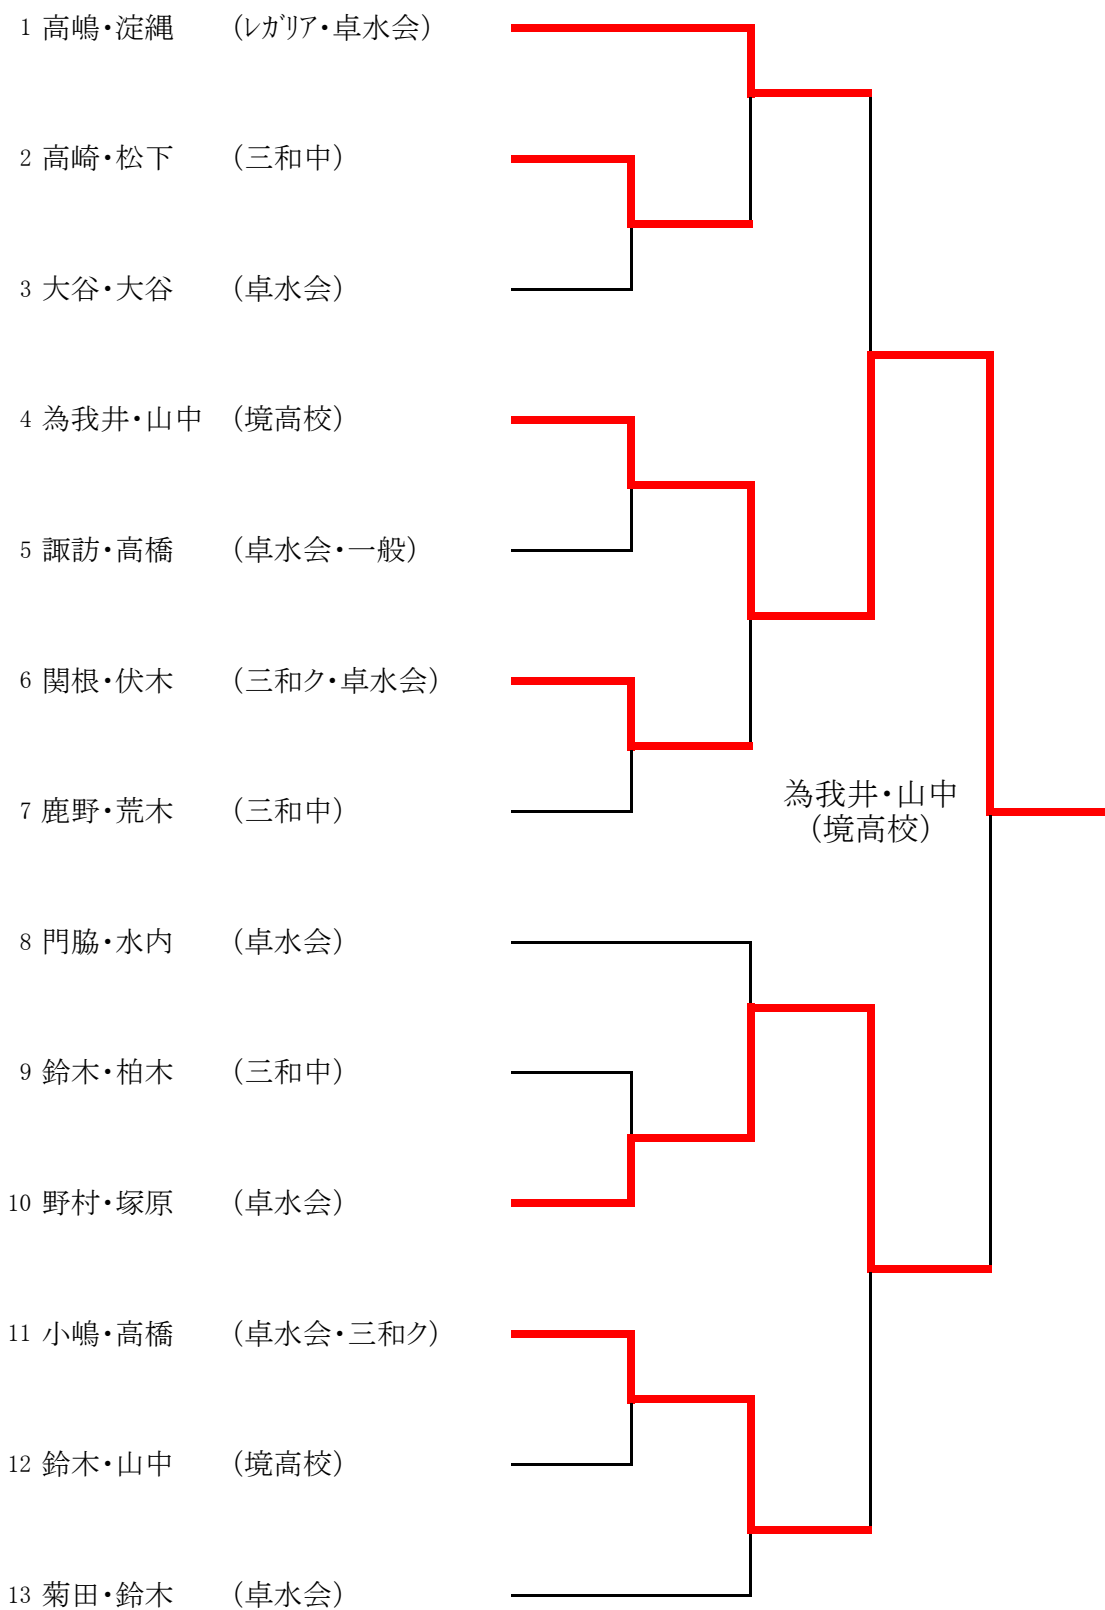 1 高嶋・淀縄 (ﾚｶﾞﾘｱ・卓水会)
2 高崎・松下 (三和中)
3 大谷・大谷 (卓水会)
4 為我井・山中 (境高校)
5 諏訪・高橋 (卓水会・一般)
6 関根・伏木 (三和ク・卓水会)
7 鹿野・荒木 (三和中)
為我井・山中
(境高校)
8 門脇・水内 (卓水会)
9 鈴木・柏木 (三和中)
10 野村・塚原 (卓水会)
11 小嶋・高橋 (卓水会・三和ク)
12 鈴木・山中 (境高校)
13 菊田・鈴木 (卓水会)